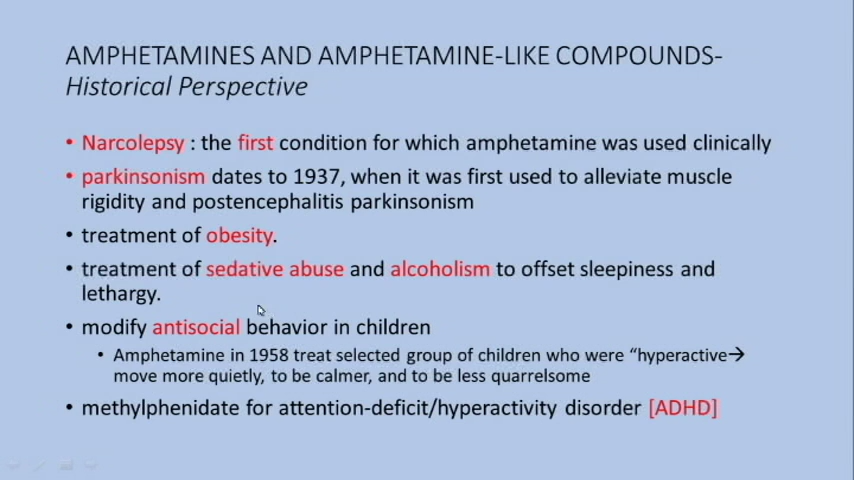 AMPHETAMINES AND AMPHETAMINE-LIKE COMPOUNDS-
Historical Perspective
• Narcolepsy : the first condition for which amphetamine was used clinically
• parkinsonism dates to 1937, when it was first used to alleviate muscle
rigidity and postencephalitis parkinsonism
• treatment of obesity.
• treatment of sedative abuse and alcoholism to offset sleepiness and
lethargy.
• modify antisocial behavior in children
• Amphetamine in 1958 treat selected group of children who were “hyperactive→
move more quietly, to be calmer, and to be less quarrelsome
• methylphenidate for attention-deficit/hyperactivity disorder [ADHD]